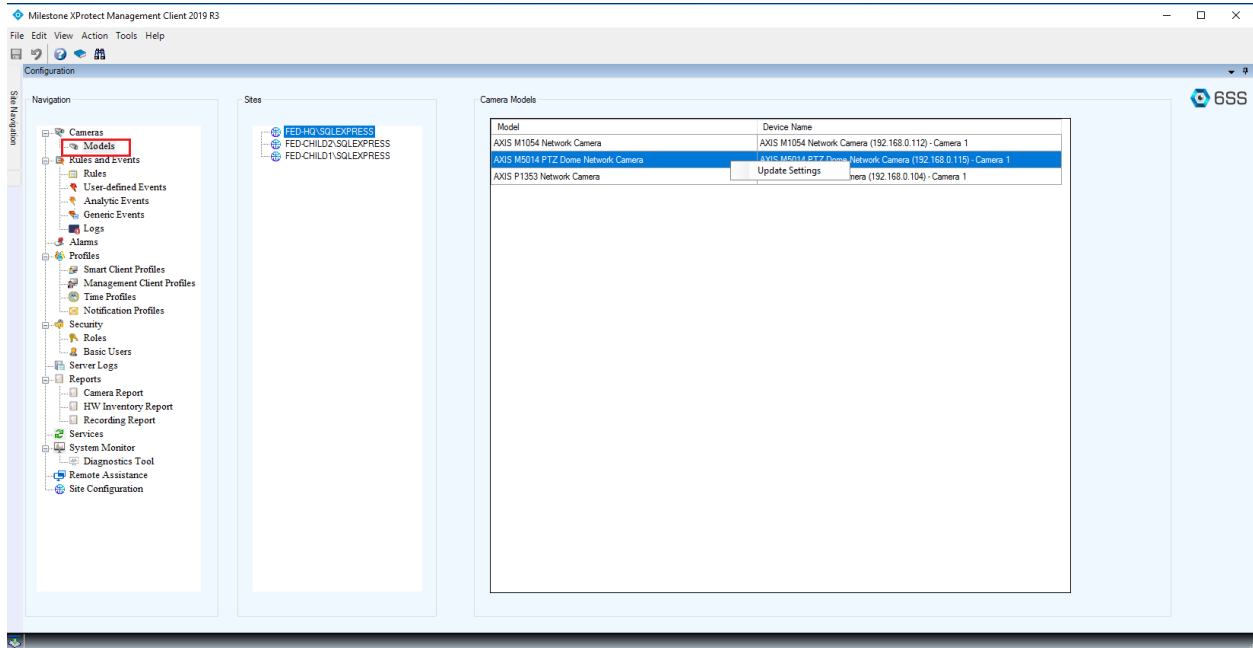 Milestone XProtect Management Client 2019 R3
File Edit View Action Tools Help
Configuration
Site Navigation
Navigation
Cameras
Models
Rules and Events
Rules
User-defined Events
Analytic Events
Generic Events
Logs
Alarms
Profiles
Smart Client Profiles
Management Client Profiles
Time Profiles
Notification Profiles
Security
Roles
Basic Users
Server Logs
Reports
Camera Report
HW Inventory Report
Recording Report
Services
System Monitor
Diagnostics Tool
Remote Assistance
Site Configuration
Sites
FED-HQ\SQLEXPRESS
FED-CHILD2\SQLEXPRESS
FED-CHILD1\SQLEXPRESS
Camera Models
Model Device Name
AXIS M1054 Network Camera AXIS M1054 Network Camera (192.168.0.112) - Camera 1
AXIS M5014 PTZ Dome Network Camera AXIS M5014 PTZ Dome Network Camera (192.168.0.115) - Camera 1
Update Settings
AXIS P1353 Network Camera mera (192.168.0.104) - Camera 1
6SS